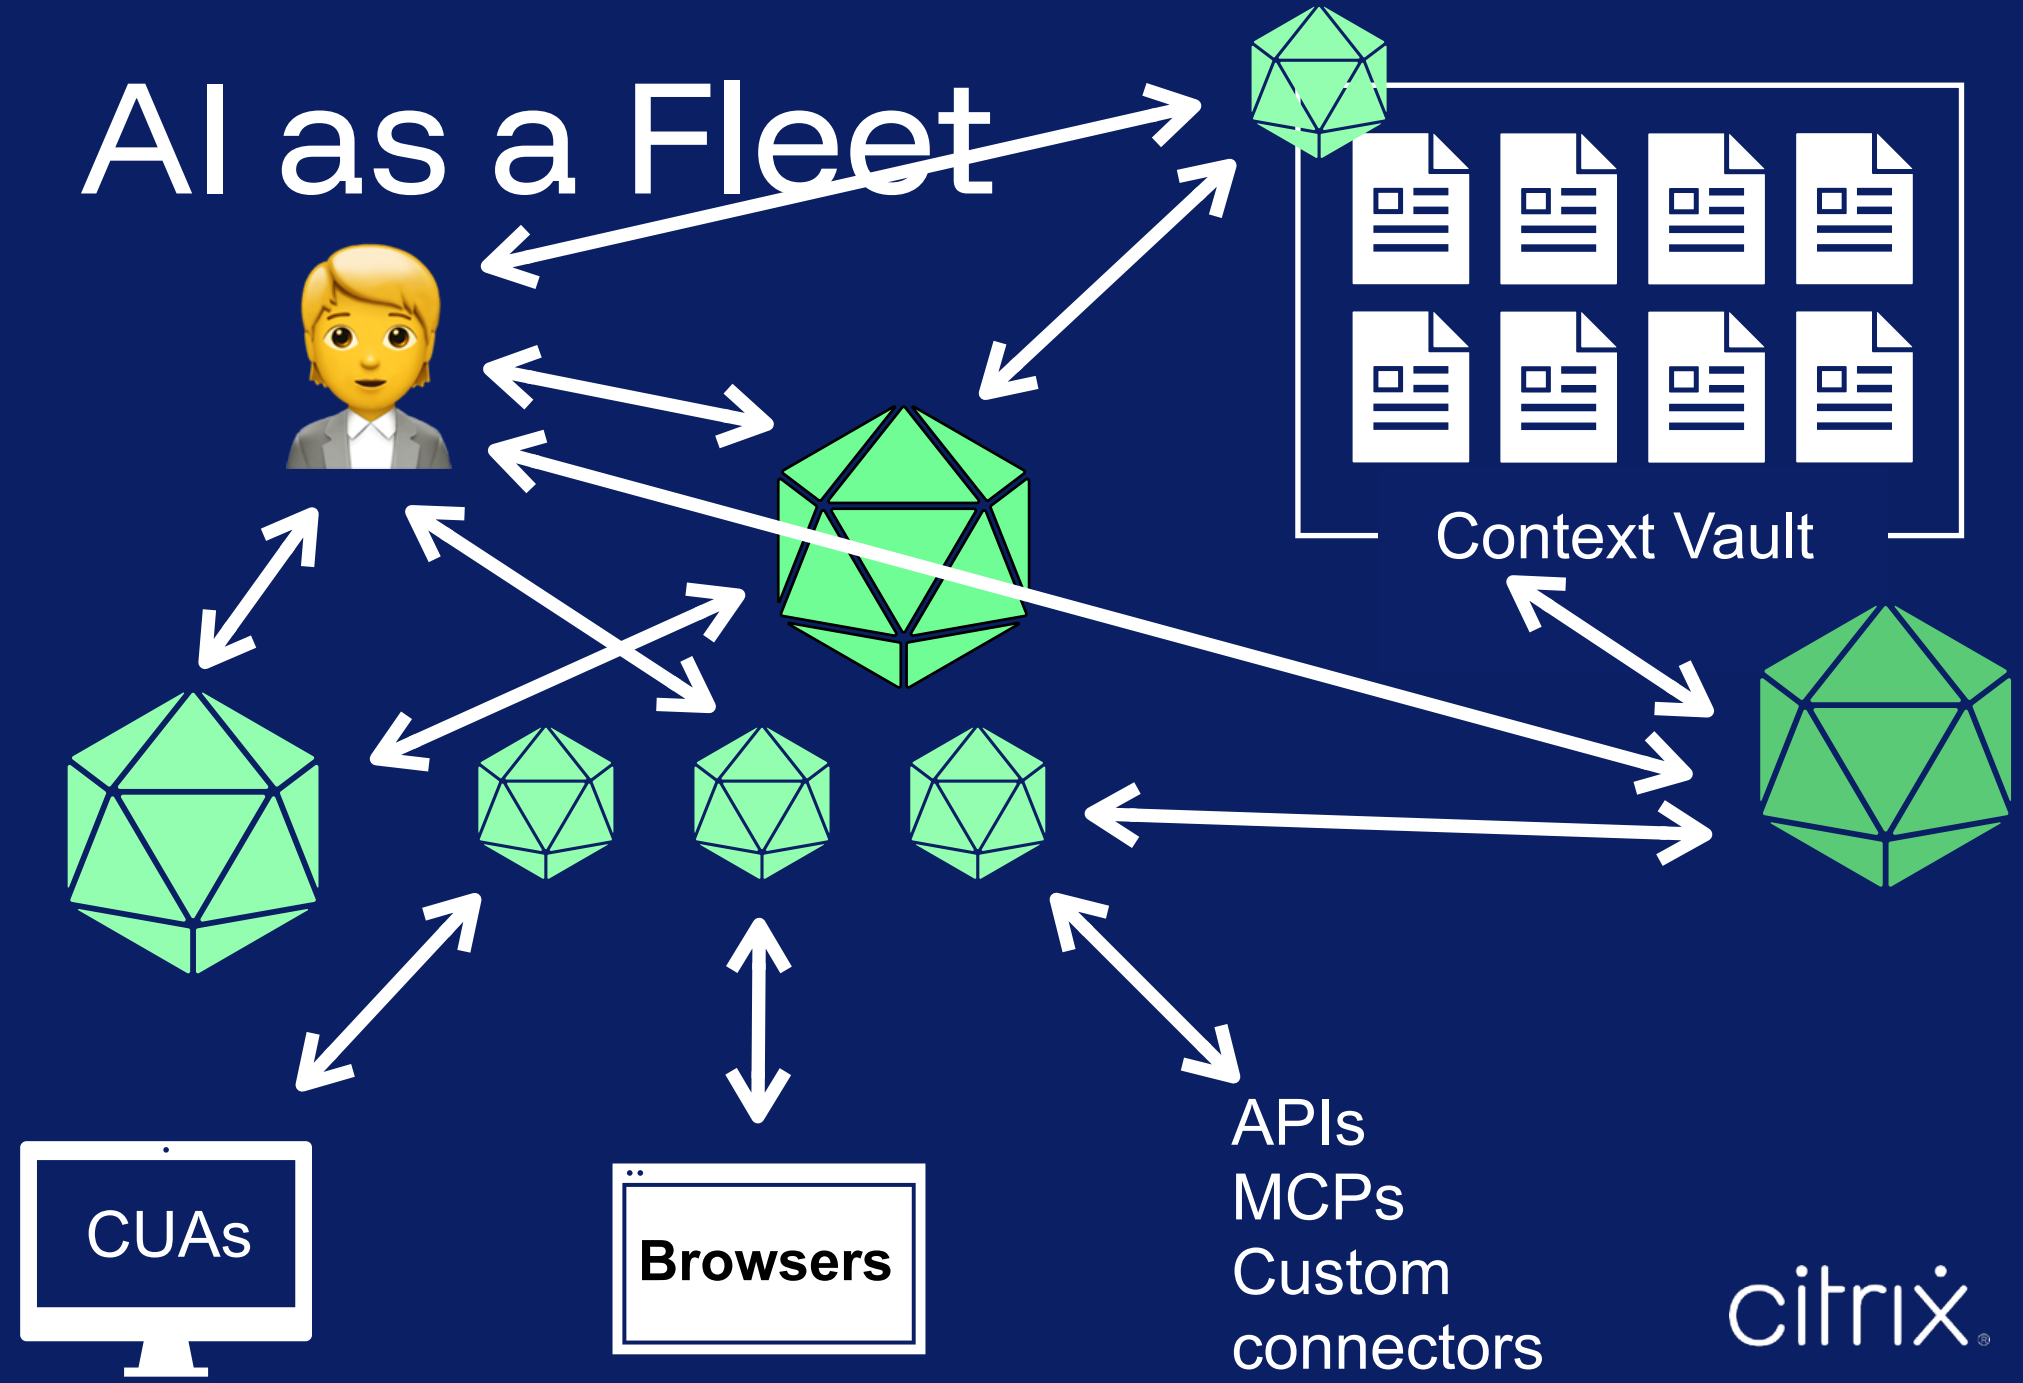 AI as a Fleet
Context Vault
CUAs
Browsers
APIs
MCPs
Custom
connectors
citrix®